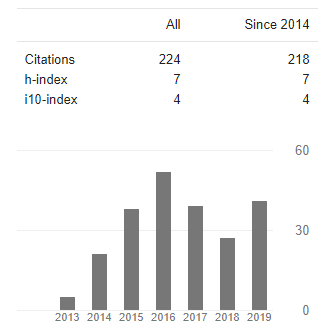 All Since 2014
Citations 224 218
h-index 7 7
i10-index 4 4
60
30
0
2013 2014 2015 2016 2017 2018 2019